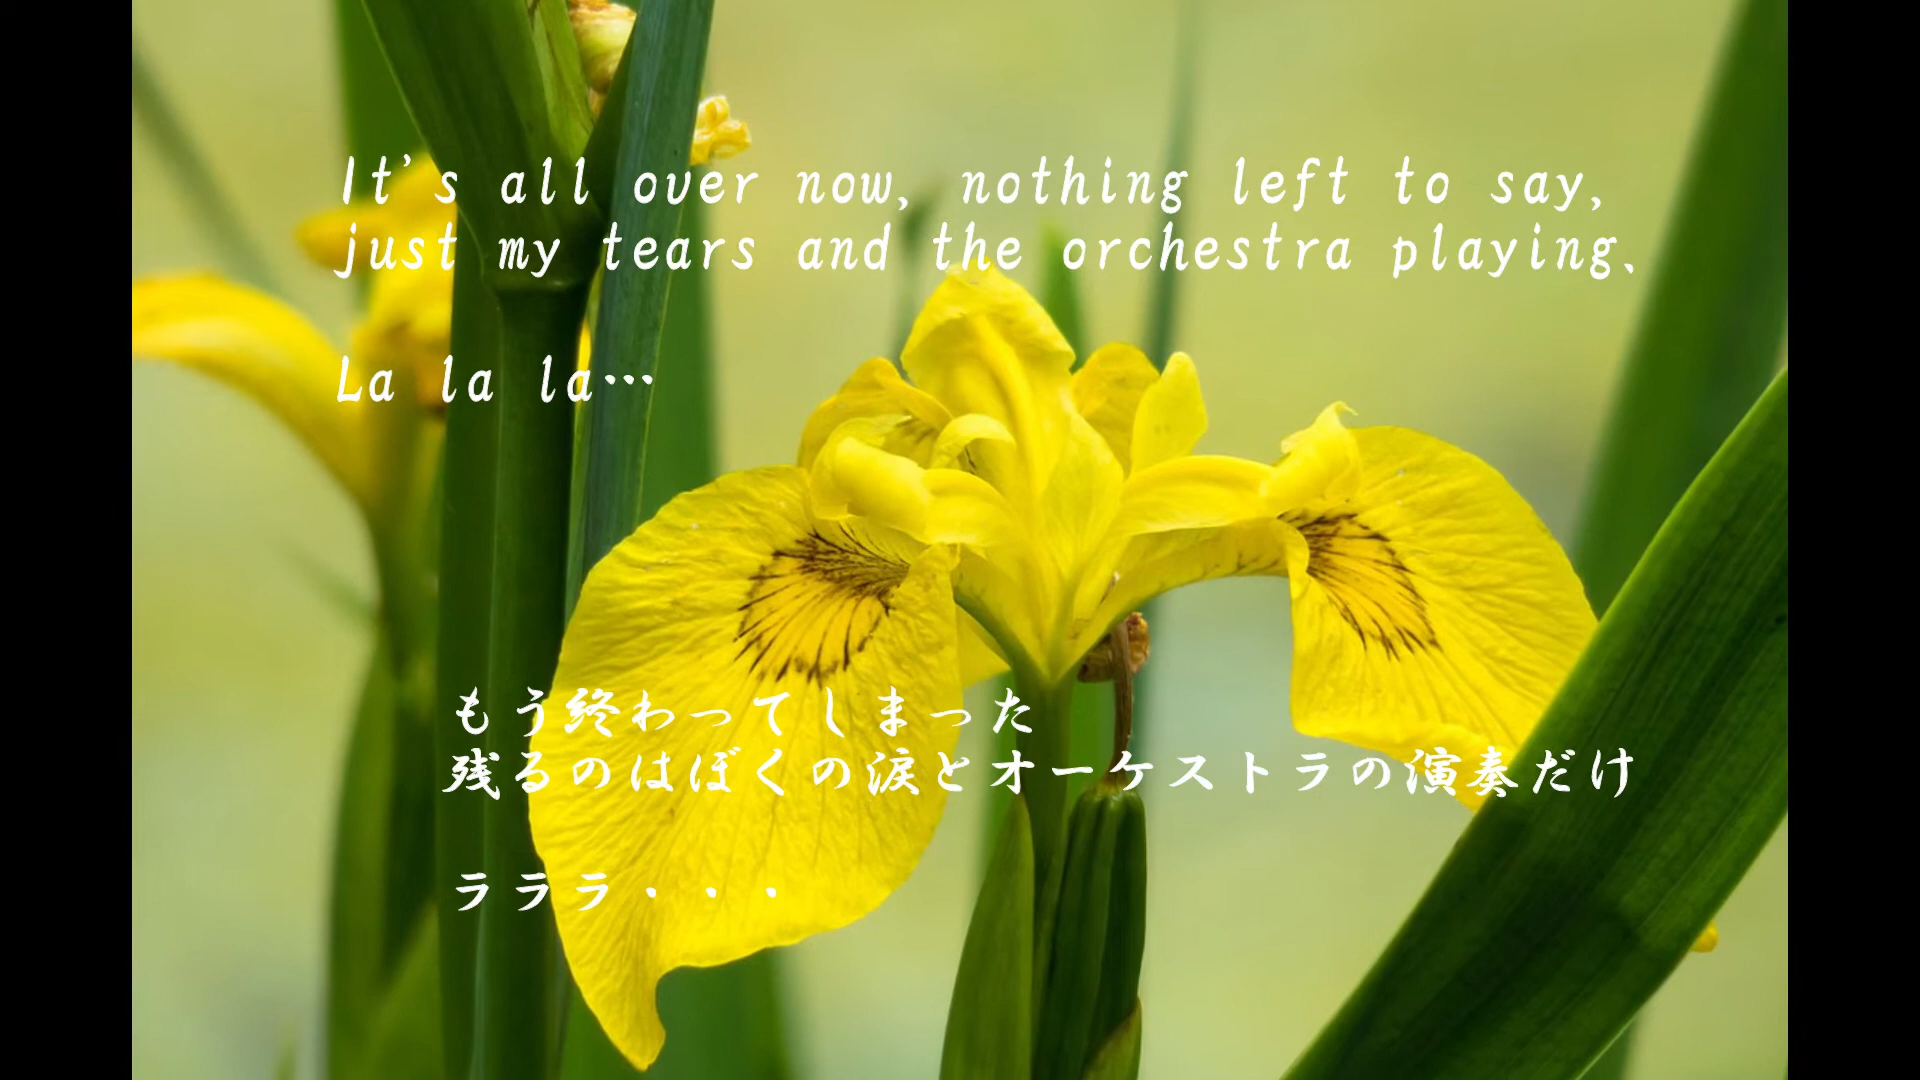 It's all over now, nothing left to say,
just my tears and the orchestra playing.
La la la…
もう終わってしまった
残るのはぼくの涙とオーケストラの演奏だけ
ラララ・・・